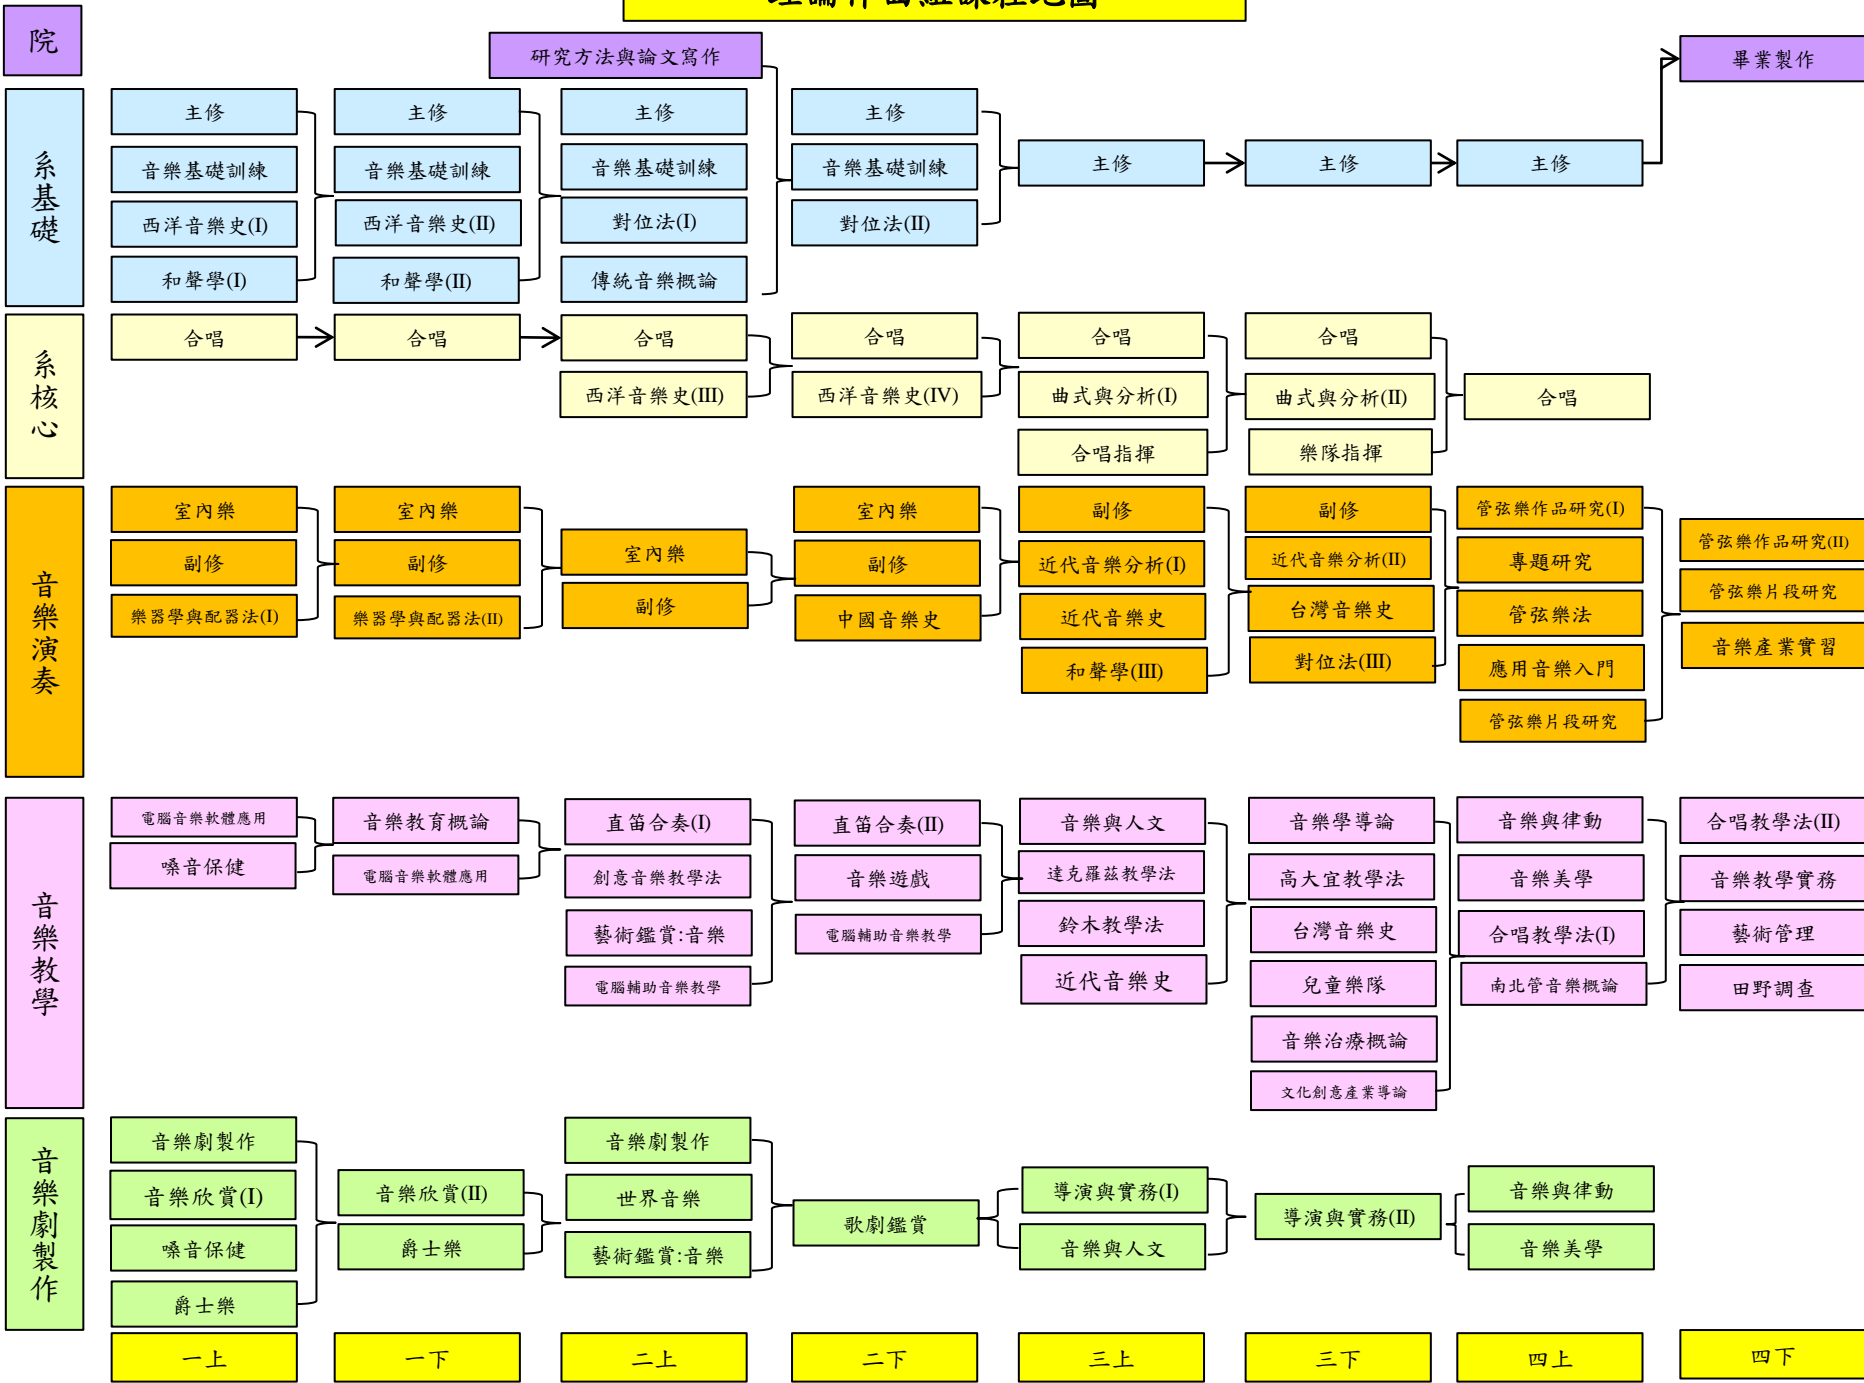 理論作曲組課程地圖
院
研究方法與論文寫作
畢業製作
系基礎
主修
主修
主修
主修
音樂基礎訓練
音樂基礎訓練
音樂基礎訓練
音樂基礎訓練
主修
主修
主修
西洋音樂史(I)
西洋音樂史(II)
對位法(I)
對位法(II)
和聲學(I)
和聲學(II)
傳統音樂概論
系核心
合唱
合唱
合唱
合唱
合唱
合唱
西洋音樂史(III)
西洋音樂史(IV)
曲式與分析(I)
曲式與分析(II)
合唱
合唱指揮
樂隊指揮
音樂演奏
室內樂
室內樂
室內樂
副修
副修
管弦樂作品研究(I)
副修
副修
室內樂
副修
近代音樂分析(I)
近代音樂分析(II)
專題研究
管弦樂作品研究(II)
樂器學與配器法(I)
樂器學與配器法(II)
副修
中國音樂史
近代音樂史
台灣音樂史
管弦樂法
管弦樂片段研究
和聲學(III)
對位法(III)
應用音樂入門
音樂產業實習
管弦樂片段研究
音樂教學
電腦音樂軟體應用
音樂教育概論
直笛合奏(I)
直笛合奏(II)
音樂與人文
音樂學導論
音樂與律動
合唱教學法(II)
嗓音保健
電腦音樂軟體應用
創意音樂教學法
音樂遊戲
達克羅茲教學法
高大宜教學法
音樂美學
音樂教學實務
藝術鑑賞:音樂
電腦輔助音樂教學
鈴木教學法
台灣音樂史
合唱教學法(I)
藝術管理
電腦輔助音樂教學
近代音樂史
兒童樂隊
南北管音樂概論
田野調查
音樂治療概論
文化創意產業導論
音樂劇製作
音樂劇製作
音樂劇製作
音樂欣賞(I)
音樂欣賞(II)
世界音樂
導演與實務(I)
音樂與律動
歌劇鑑賞
導演與實務(II)
嗓音保健
爵士樂
藝術鑑賞:音樂
音樂與人文
音樂美學
爵士樂
一上
一下
二上
二下
三上
三下
四上
四下